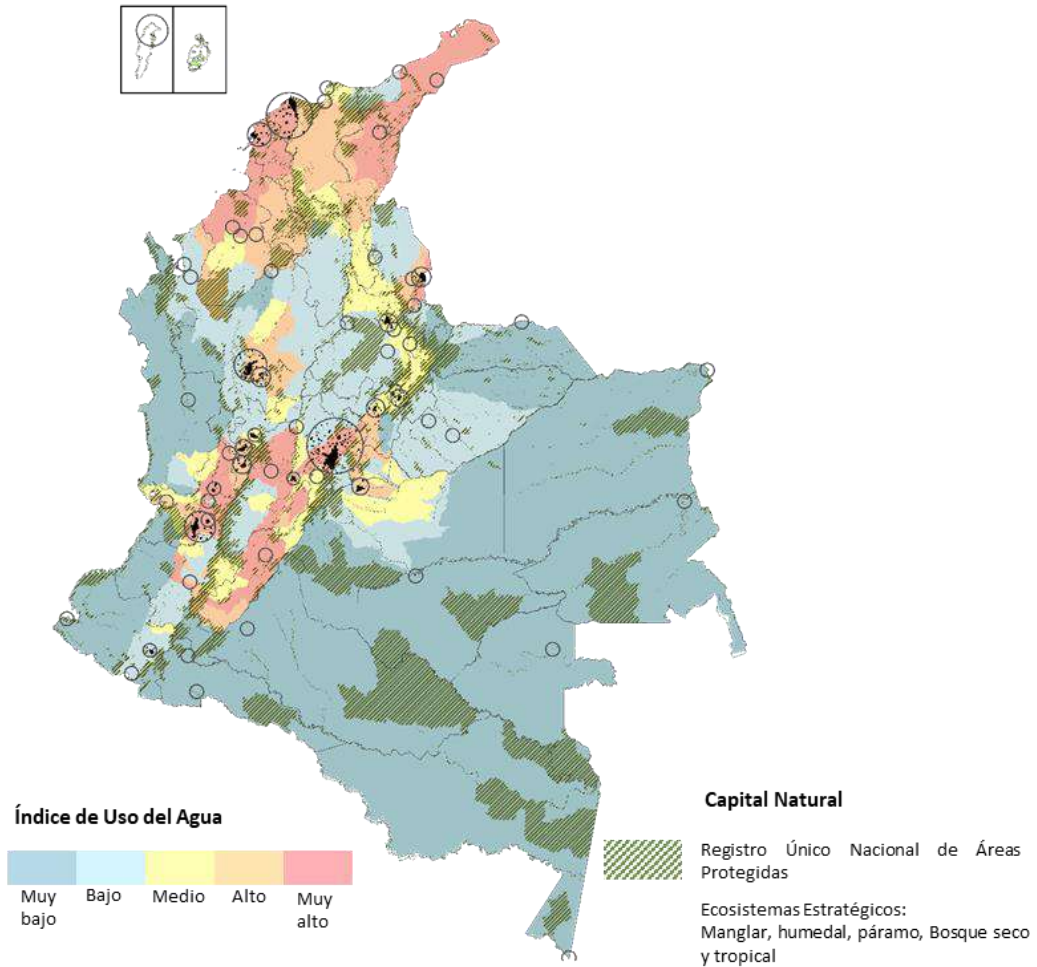 Índice de Uso del Agua
Muy bajo
Bajo
Medio
Alto
Muy alto
Capital Natural
Registro Único Nacional de Áreas
Protegidas
Ecosistemas Estratégicos:
Manglar, humedal, páramo, Bosque seco
y tropical